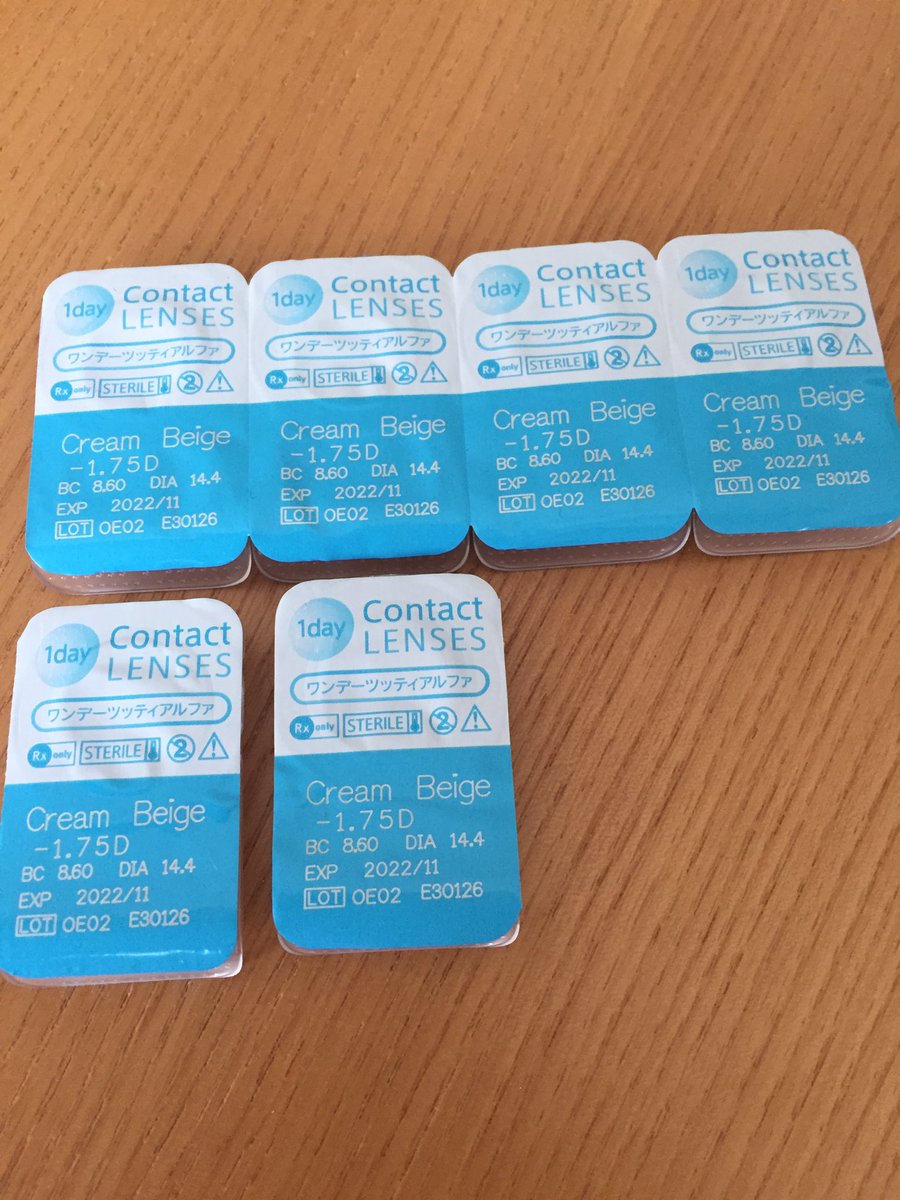 1day Contact
LENSES
ワンデーツッティアルファ
Rx only STERILE 2
Cream Beige
-1.75D
BC 8.60 DIA 14.4
EXP 2022/11
LOT OE02 E30126
1day Contact
LENSES
ワンデーツッティアルファ
Rx only STERILE 2
Cream Beige
-1.75D
BC 8.60 DIA 14.4
EXP 2022/11
LOT OE02 E30126
1day Contact
LENSES
ワンデーツッティアルファ
Rx only STERILE 2
Cream Beige
-1.75D
BC 8.60 DIA 14.4
EXP 2022/11
LOT OE02 E30126
1day Contact
LENSES
ワンデーツッティアルファ
Rx only STERILE 2
Cream Beige
-1.75D
BC 8.60 DIA 14.4
EXP 2022/11
LOT OE02 E30126
1day Contact
LENSES
ワンデーツッティアルファ
Rx only STERILE 2
Cream Beige
-1.75D
BC 8.60 DIA 14.4
EXP 2022/11
LOT OE02 E30126
1day Contact
LENSES
ワンデーツッティアルファ
Rx only STERILE 2
Cream Beige
-1.75D
BC 8.60 DIA 14.4
EXP 2022/11
LOT OE02 E30126